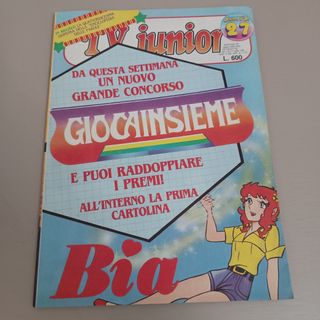 TV junior
27
L. 600
DA QUESTA SETTIMANA
UN NUOVO
GRANDE CONCORSO
GIOCAINSIEME
E PUOI RADDOPPIARE
I PREMI!
ALL'INTERNO LA PRIMA
CARTOLINA
Bia